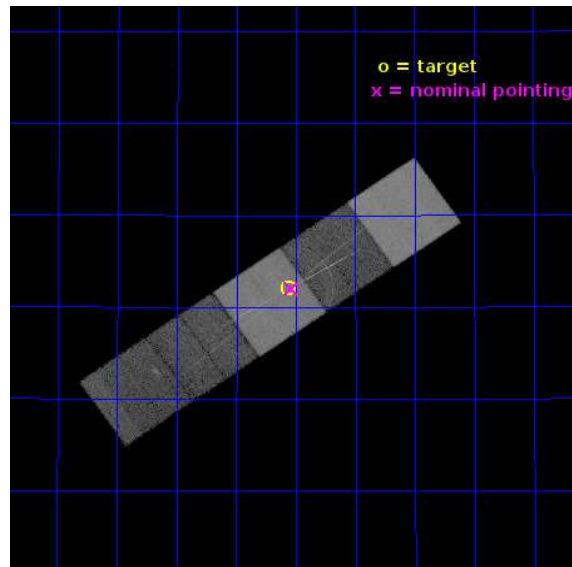 o = target
x = nominal pointing